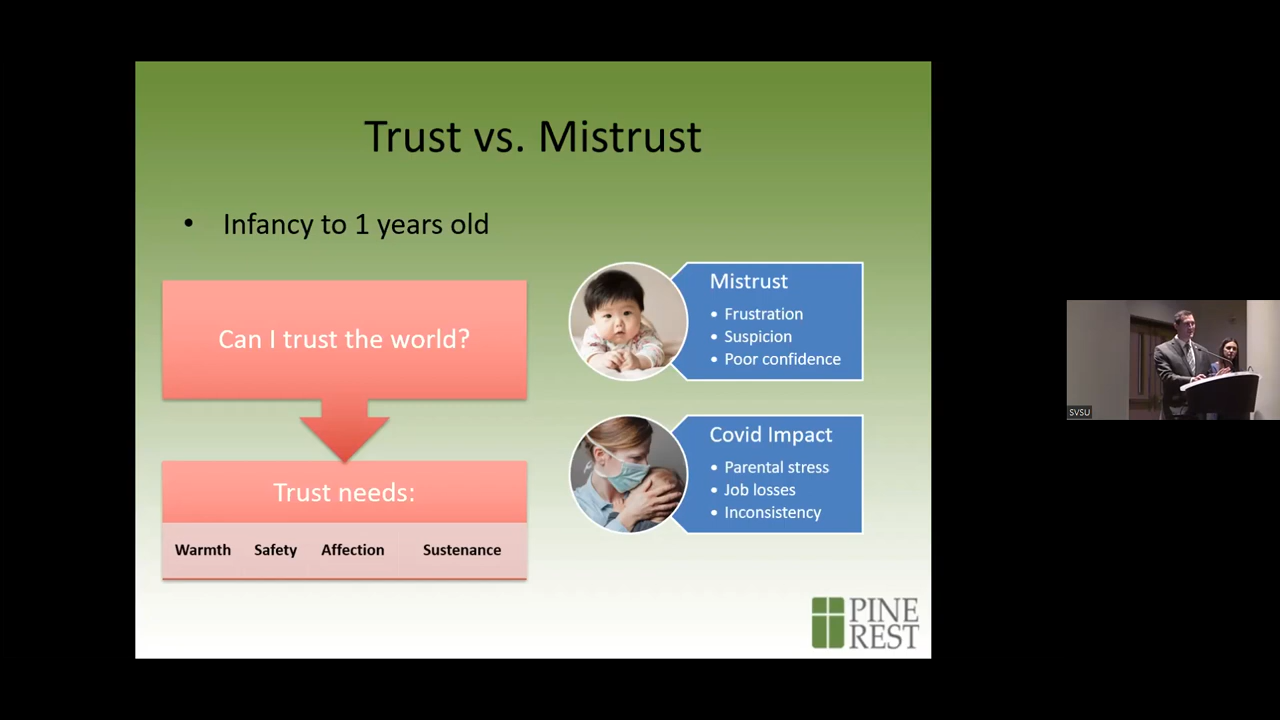 Trust vs. Mistrust
• Infancy to 1 years old
Can I trust the world?
Trust needs:
Warmth Safety Affection Sustenance
Mistrust
• Frustration
• Suspicion
• Poor confidence
Covid Impact
• Parental stress
• Job losses
• Inconsistency
PINE
REST
SVSU